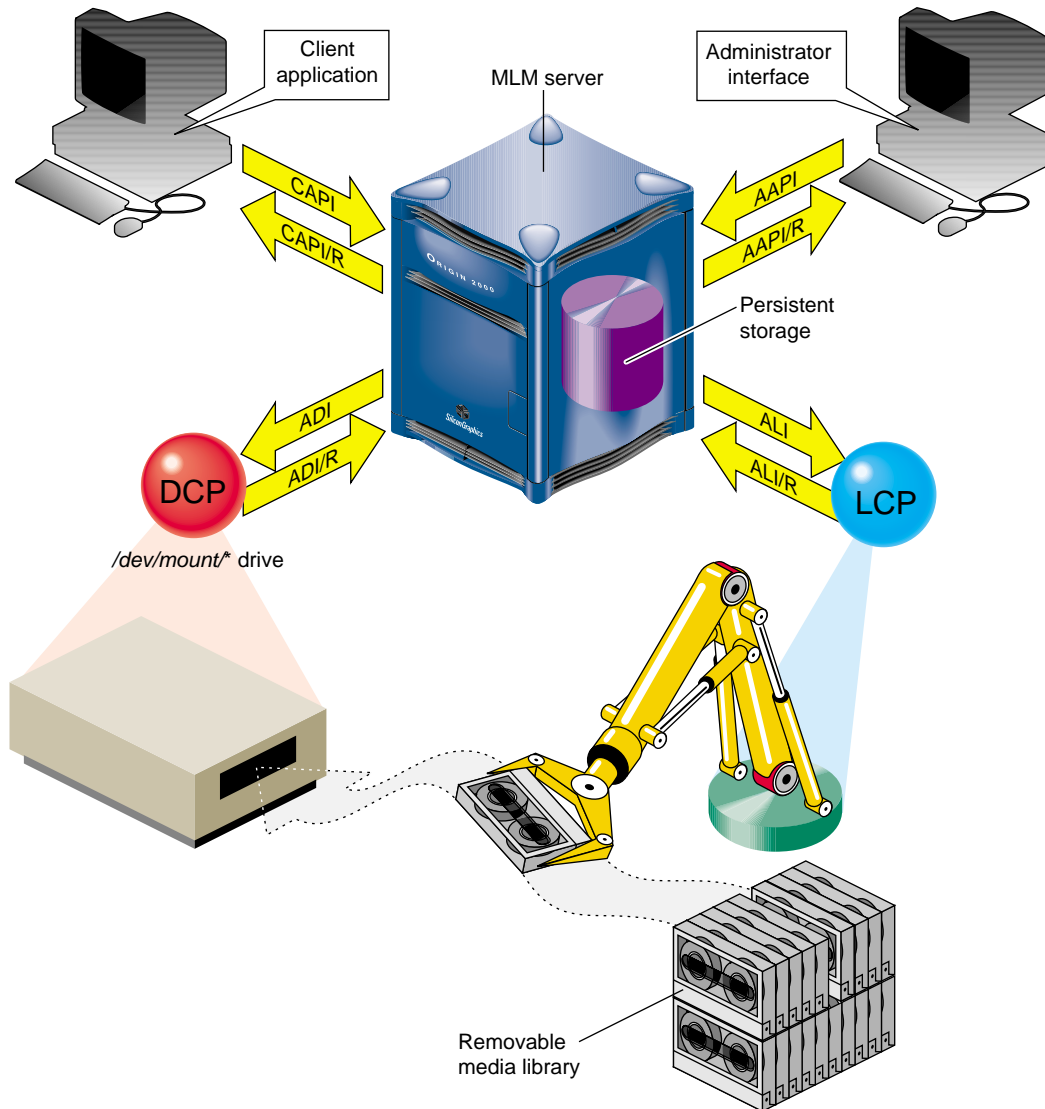 Client
application
MLM server
Administrator
interface
CAPI
CAPI/R
AAPI
AAPI/R
ORIGIN 2000
Persistent
storage
SiliconGraphics
ADI
ADI/R
ALI
ALI/R
DCP
LCP
/dev/mount/* drive
Removable
media library